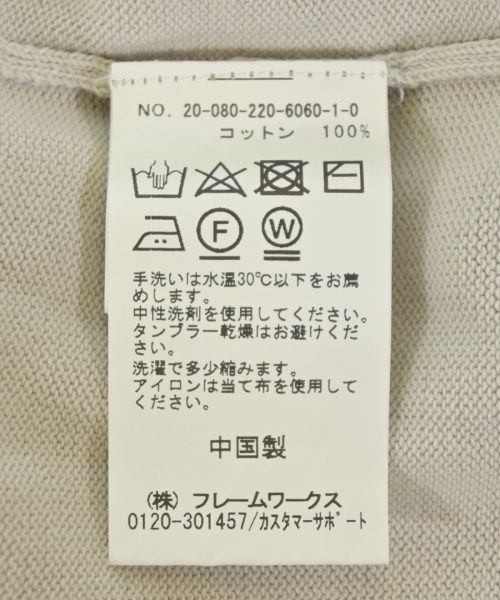 NO. 20-080-220-6060-1-0
コットン 100%
F
W
手洗いは水温30℃以下をお薦
めします。
中性洗剤を使用してください。
タンブラー乾燥はお避けくだ
さい。
洗濯で多少縮みます。
アイロンは当て布を使用して
ください。
中国製
(株) フレームワークス
0120-301457/カスタマーサポート